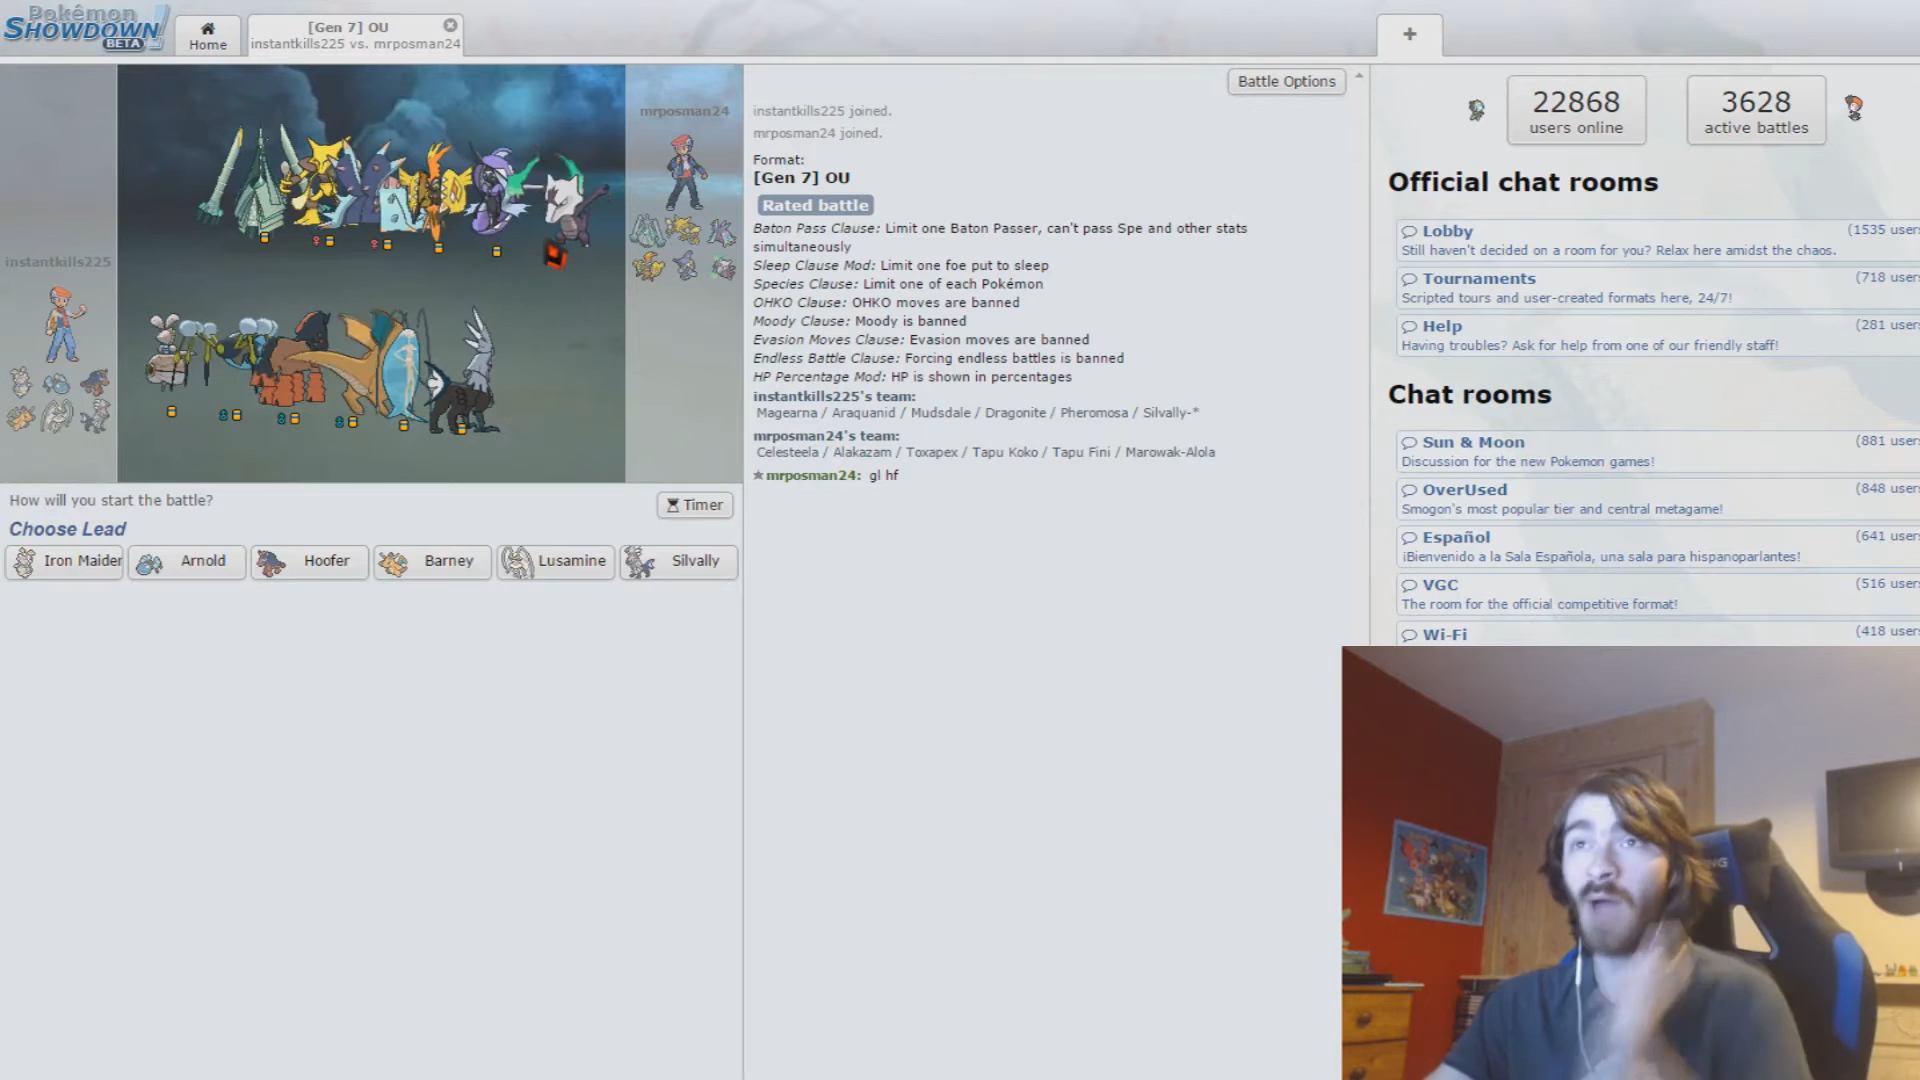 Pokémon
SHOWDOWN!
BETA
Home
[Gen 7] OU
instantkills225 vs. mrposman24
+
instantkills225
mrposman24
Battle Options
instantkills225 joined.
mrposman24 joined.
Format:
[Gen 7] OU
Rated battle
Baton Pass Clause: Limit one Baton Passer, can't pass Spe and other stats
simultaneously
Sleep Clause Mod: Limit one foe put to sleep
Species Clause: Limit one of each Pokémon
OHKO Clause: OHKO moves are banned
Moody Clause: Moody is banned
Evasion Moves Clause: Evasion moves are banned
Endless Battle Clause: Forcing endless battles is banned
HP Percentage Mod: HP is shown in percentages
instantkills225's team:
Magearna / Araquanid / Mudsdale / Dragonite / Pheromosa / Silvally-*
mrposman24's team:
Celesteela / Alakazam / Toxapex / Tapu Koko / Tapu Fini / Marowak-Alola
★mrposman24: gl hf
How will you start the battle?
Timer
Choose Lead
Iron Maiden
Arnold
Hoofer
Barney
Lusamine
Silvally
22868
users online
3628
active battles
Official chat rooms
Lobby (1535 users
Still haven't decided on a room for you? Relax here amidst the chaos.
Tournaments (718 users
Scripted tours and user-created formats here, 24/7!
Help (281 users
Having troubles? Ask for help from one of our friendly staff!
Chat rooms
Sun & Moon (881 users
Discussion for the new Pokemon games!
OverUsed (848 users
Smogon's most popular tier and central metagame!
Español (641 users
¡Bienvenido a la Sala Española, una sala para hispanoparlantes!
VGC (516 users
The room for the official competitive format!
Wi-Fi (418 users